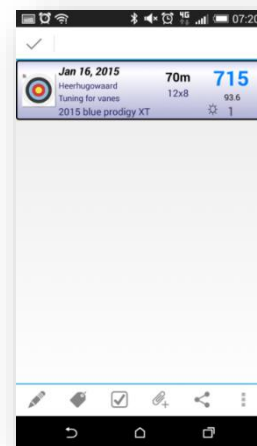 4G
07:20
Jan 16, 2015
Heerhugowaard
Tuning for vanes
2015 blue prodigy XT
70m
12x8
715
93.6
1